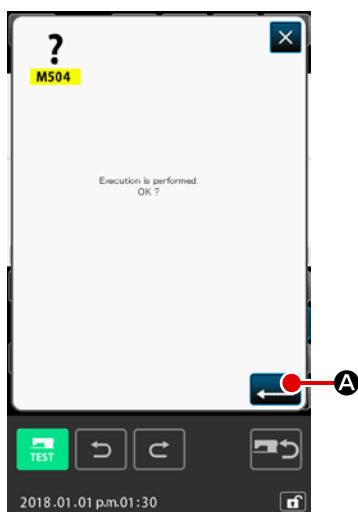 ?
M504
Execution is performed.
OK ?
A
TEST
2018.01.01 p.m.01:30